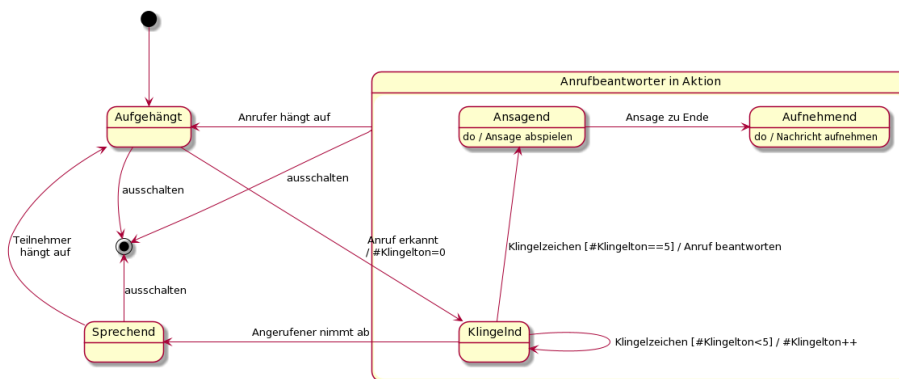 Anrufbeantworter in Aktion
Aufgehängt
Anrufer hängt auf
Ansagend
do / Ansage abspielen
Ansage zu Ende
Aufnehmend
do / Nachricht aufnehmen
ausschalten
ausschalten
Teilnehmer
hängt auf
Anruf erkannt
/ #Klingelton=0
Klingelzeichen [#Klingelton==5] / Anruf beantworten
ausschalten
Sprechend
Angerufener nimmt ab
Klingelnd
Klingelzeichen [#Klingelton<5] / #Klingelton++